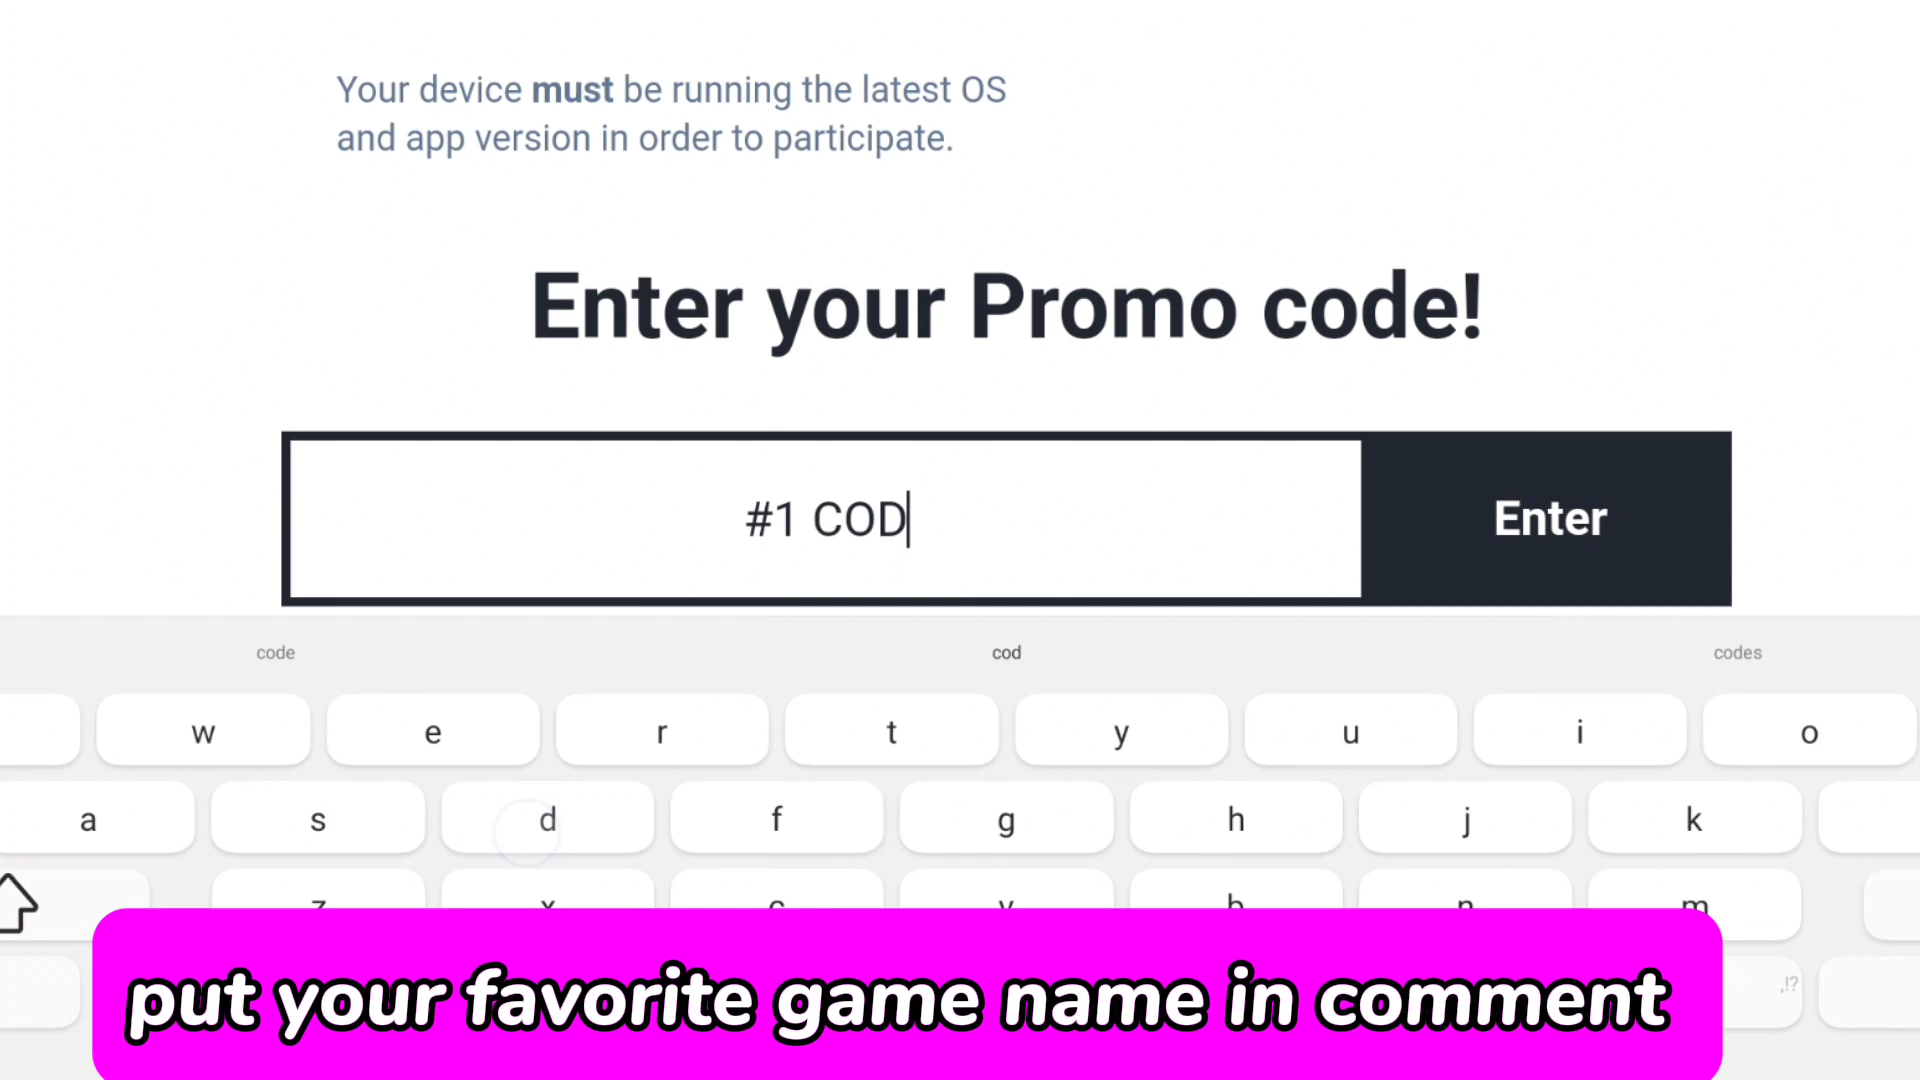 Your device must be running the latest OS
and app version in order to participate.
Enter your Promo code!
#1 COD
Enter
code cod codes
w e r t y u i o
a s d f g h j k
z x c v b n m
,!?
put your favorite game name in comment